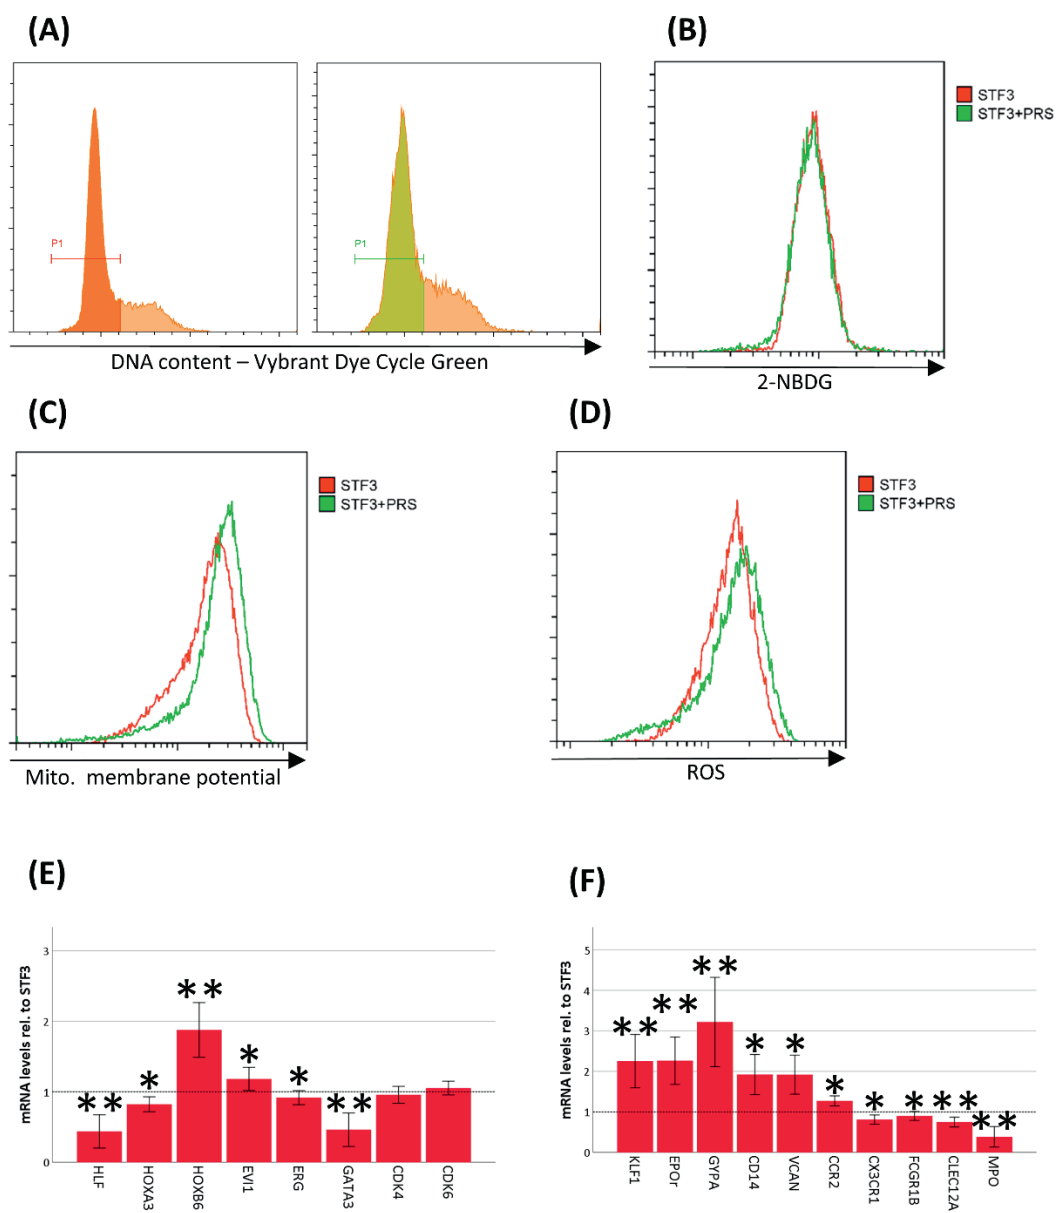 (A)
(B)
P1
P1
DNA content – Vybrant Dye Cycle Green
STF3
STF3+PRS
2-NBDG
(C)
(D)
STF3
STF3+PRS
Mito. membrane potential
STF3
STF3+PRS
ROS
(E)
mRNA levels rel. to STF3
3
2
1
0
** * ** * * **
HLF HOXA3 HOXB6 EVI1 ERG GATA3 CDK4 CDK6
(F)
mRNA levels rel. to STF3
5
4
3
2
1
0
** ** ** * * * * * ** **
KLF1 EPOr GYPA CD14 VCAN CCR2 CX3CR1 FCGR1B CLEC12A MPO